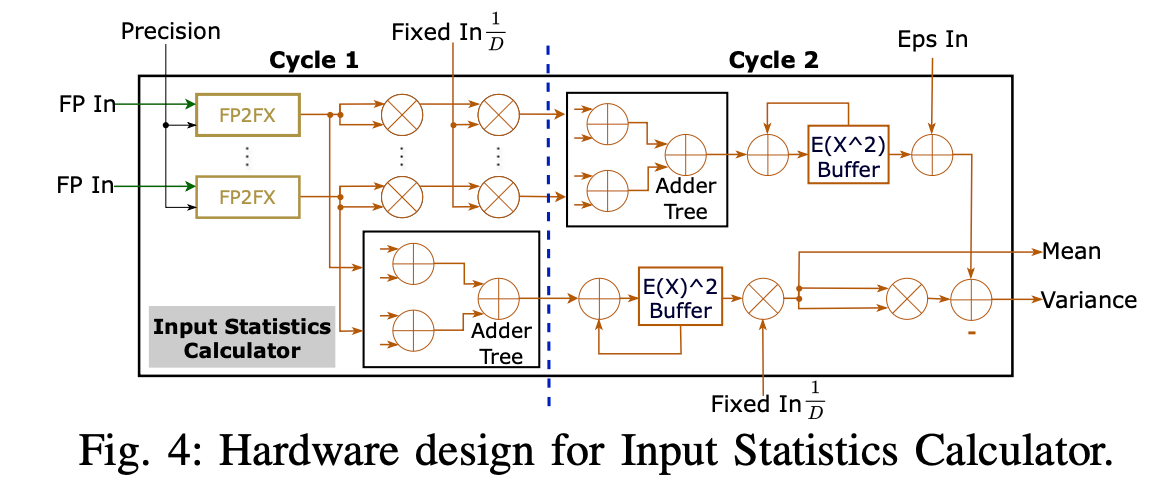 Precision
Fixed In 1/D
Eps In
Cycle 1
Cycle 2
FP In
FP2FX
FP In
FP2FX
Adder
Tree
E(X^2)
Buffer
Mean
E(X)^2
Buffer
Variance
Adder
Tree
-
Input Statistics
Calculator
Fixed In 1/D
Fig. 4: Hardware design for Input Statistics Calculator.